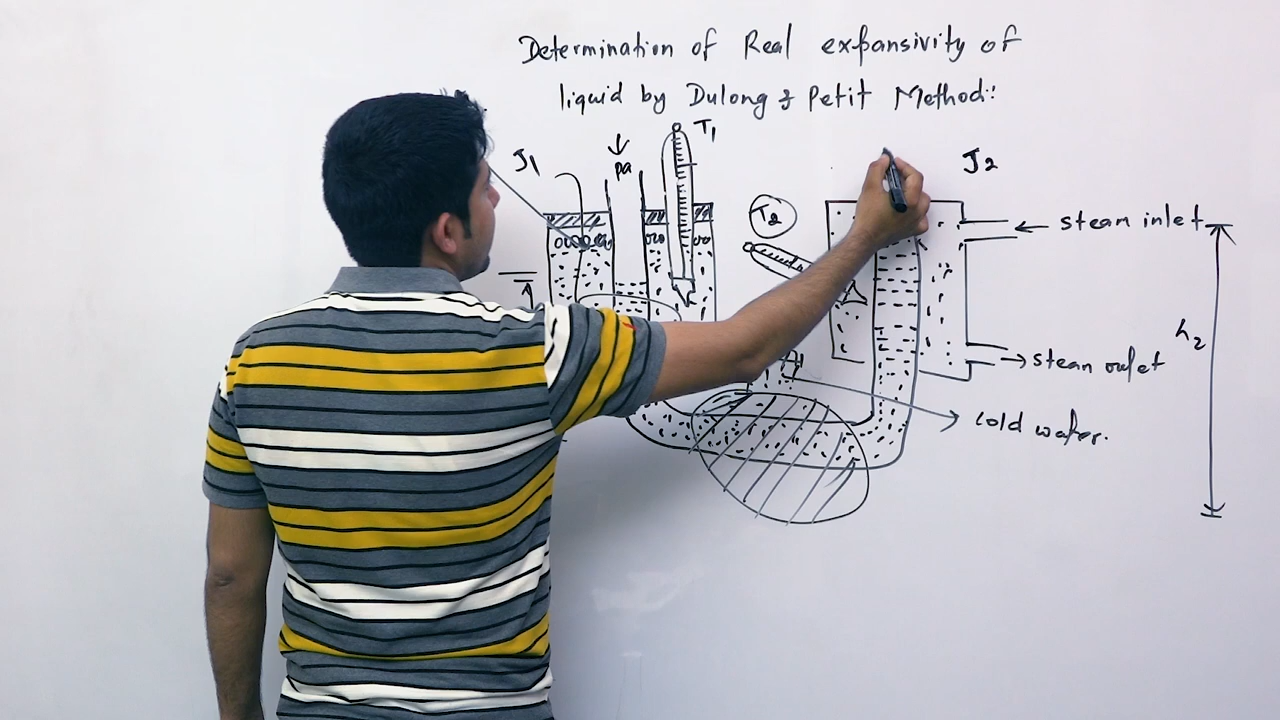 Determination of Real expansivity of
liquid by Dulong & Petit Method:
J1
pa
T1
J2
T2
steam inlet
h2
steam outlet
cold water.